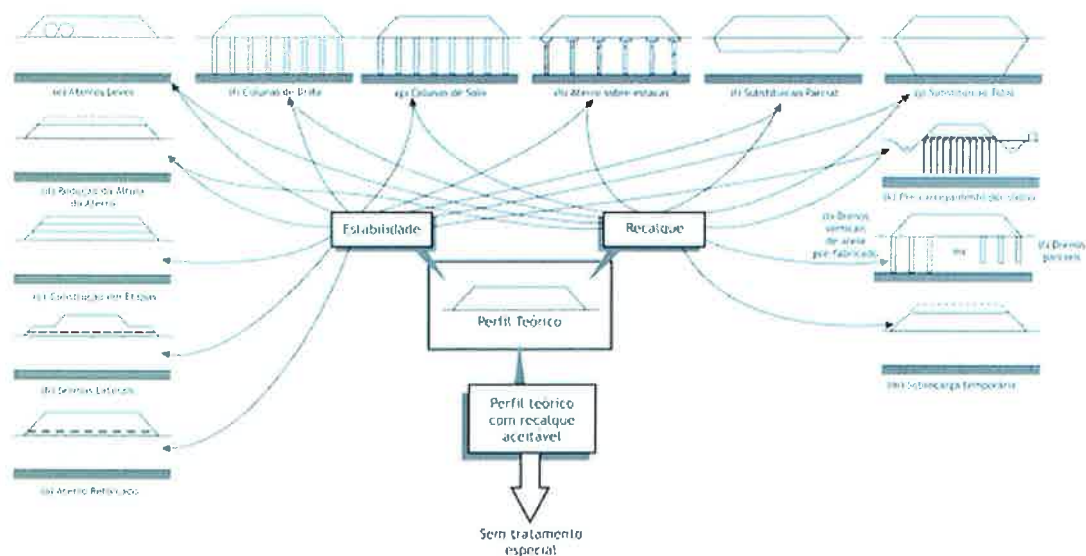 (e) Aterros Leves
(f) Colunas de Brita
(g) Colunas de Solo
(h) Aterro sobre estacas
(i) Substituição Parcial
(j) Substituição Total
(d) Redução da Altura
do Aterro
(k) Pré-carregamento por vácuo
Estabilidade
Recalque
(l) Drenos
verticais
de areia
pré-fabricado
ou
(l) Drenos
parciais
(c) Construção em Etapas
Perfil Teórico
(b) Bermas Laterais
(m) Sobrecarga temporária
Perfil teórico
com recalque
aceitável
(a) Aterro Reforçado
Sem tratamento
especial